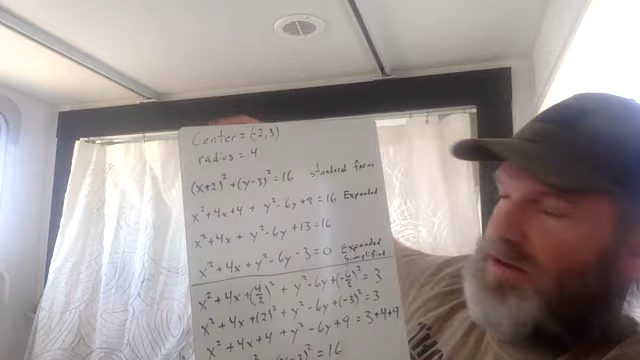 Center = (-2, 3)
radius = 4
(x+2)² + (y-3)² = 16 standard form
x² + 4x + 4 + y² - 6y + 9 = 16 Expanded
x² + 4x + y² - 6y + 13 = 16
x² + 4x + y² - 6y - 3 = 0 Expanded simplified
x² + 4x + (4/2)² + y² - 6y + (-6/2)² = 3
x² + 4x + (2)² + y² - 6y + (-3)² = 3
x² + 4x + 4 + y² - 6y + 9 = 3+4+9
-3)² = 16